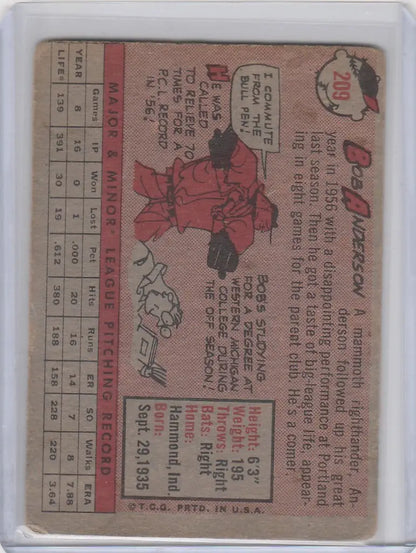 209
BOB ANDERSON A mammoth righthander, An-
derson followed up his great
year in 1956 with a disappointing performance at Portland
last season. Then he got a taste of big-league life, appear-
ing in eight games for the parent club. He's a comer.
I COMMUTE
FROM THE
BULL PEN!
HE WAS
CALLED
TO RELIEVE 70
TIMES FOR A
P.C.L RECORD
IN '56!
BOB'S STUDYING
FOR A DEGREE AT
WESTERN MICHIGAN
COLLEGE DURING
THE OFF SEASON!
Height: 6'3"
Weight: 195
Throws: Right
Bats: Right
Home:
Hammond, Ind.
Born:
Sept. 29, 1935
MAJOR & MINOR LEAGUE PITCHING RECORD
Games IP Won Lost Pct Hits Runs ER SO Walks ERA
YEAR 8 16 0 1 .000 20 16 14 7 8 7.88
LIFE 139 391 30 19 .612 380 188 158 228 220 3.64
©T.C.G. PRTD. IN U.S.A.